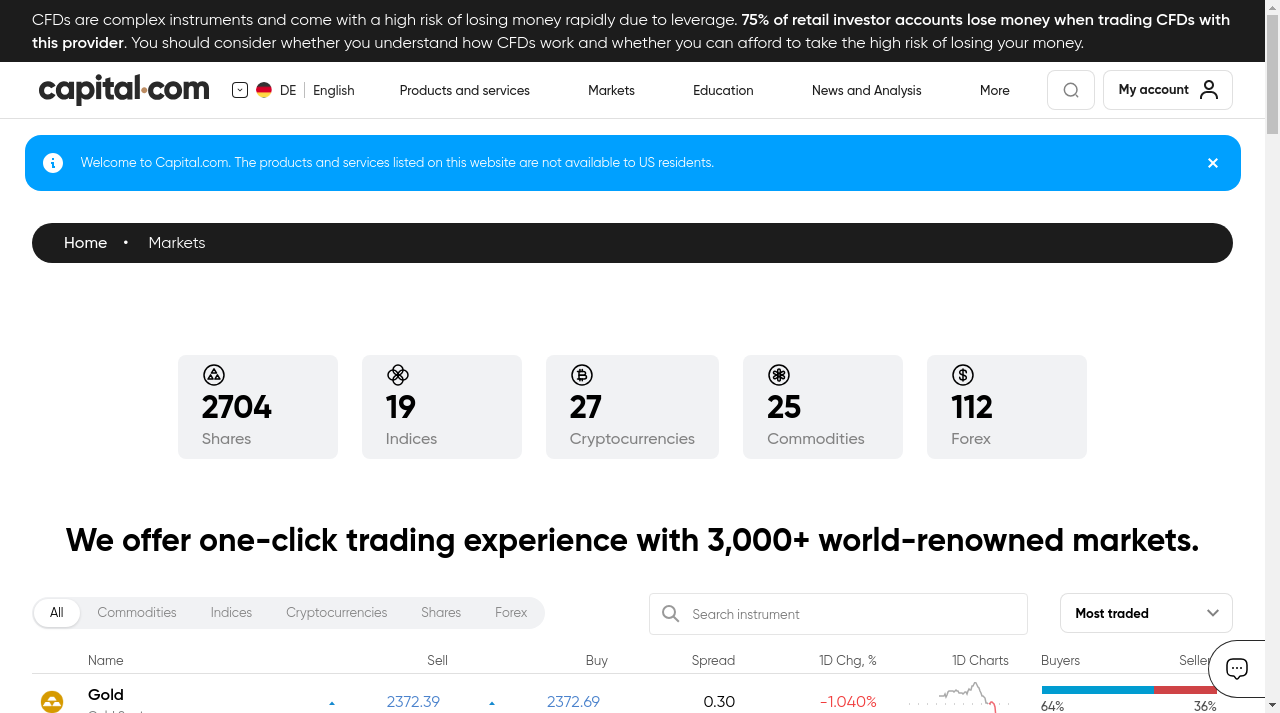 CFDs are complex instruments and come with a high risk of losing money rapidly due to leverage. 75% of retail investor accounts lose money when trading CFDs with
this provider. You should consider whether you understand how CFDs work and whether you can afford to take the high risk of losing your money.
capital.com DE English Products and services Markets Education News and Analysis More My account
Welcome to Capital.com. The products and services listed on this website are not available to US residents.
Home • Markets
2704 19 27 25 112
Shares Indices Cryptocurrencies Commodities Forex
We offer one-click trading experience with 3,000+ world-renowned markets.
All Commodities Indices Cryptocurrencies Shares Forex Search instrument Most traded
Name Sell Buy Spread 1D Chg, % 1D Charts Buyers
Gold 2372.39 2372.69 0.30 -1.040%
64% 36%